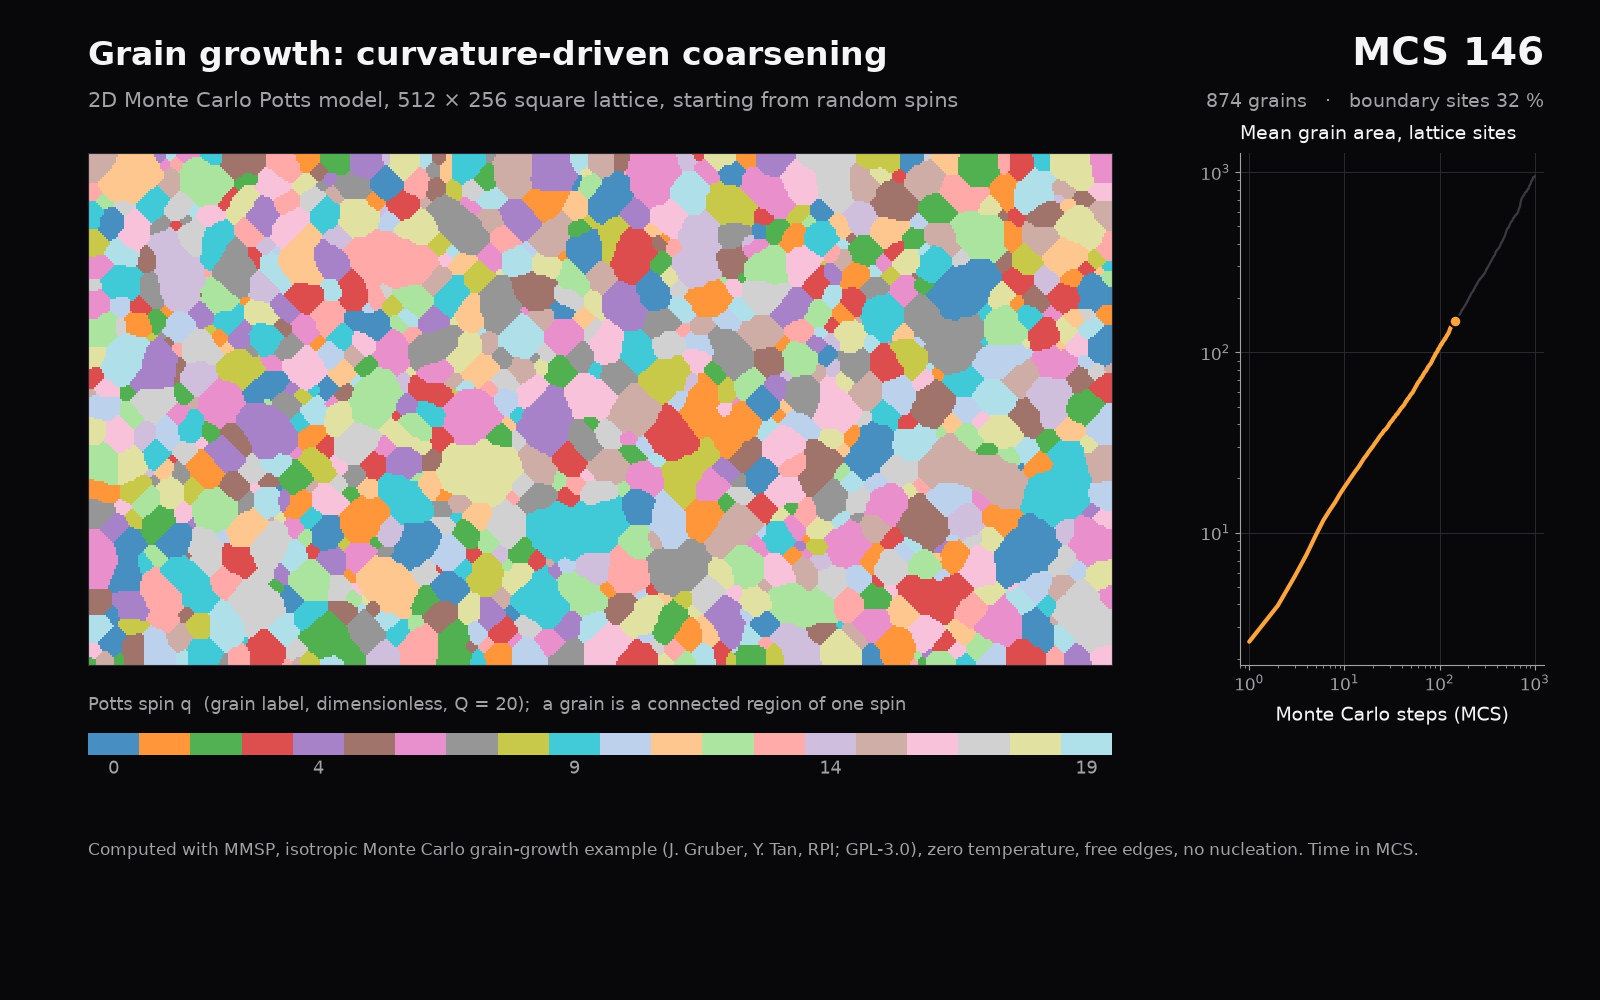 Grain growth: curvature-driven coarsening
MCS 146
2D Monte Carlo Potts model, 512 × 256 square lattice, starting from random spins
874 grains · boundary sites 32 %
Mean grain area, lattice sites
10³
10²
10¹
10⁰ 10¹ 10² 10³
Monte Carlo steps (MCS)
Potts spin q (grain label, dimensionless, Q = 20); a grain is a connected region of one spin
0 4 9 14 19
Computed with MMSP, isotropic Monte Carlo grain-growth example (J. Gruber, Y. Tan, RPI; GPL-3.0), zero temperature, free edges, no nucleation. Time in MCS.